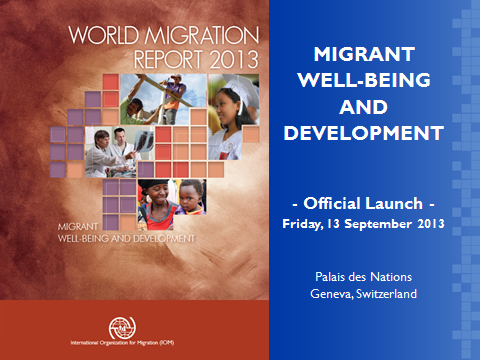 WORLD MIGRATION
REPORT 2013
MIGRANT
WELL-BEING AND DEVELOPMENT
International Organization for Migration (IOM)
MIGRANT
WELL-BEING
AND
DEVELOPMENT
- Official Launch -
Friday, 13 September 2013
Palais des Nations
Geneva, Switzerland